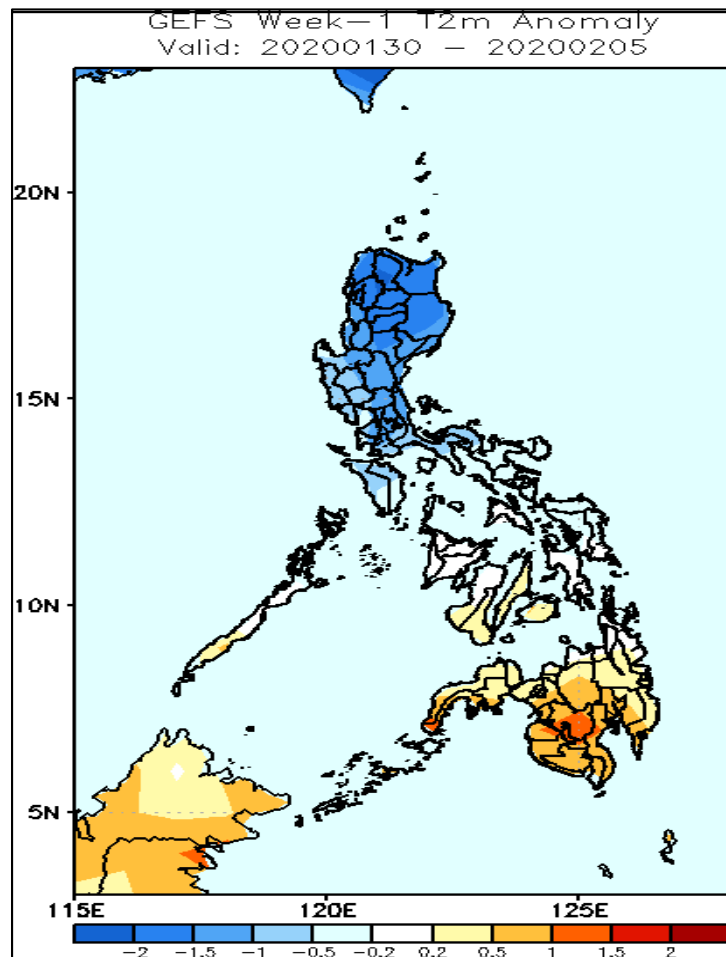 GEFS Week-1 T2m Anomaly
Valid: 20200130 - 20200205
20N
15N
10N
5N
115E 120E 125E
-2 -1.5 -1 -0.5 -0.2 0.2 0.5 1 1.5 2